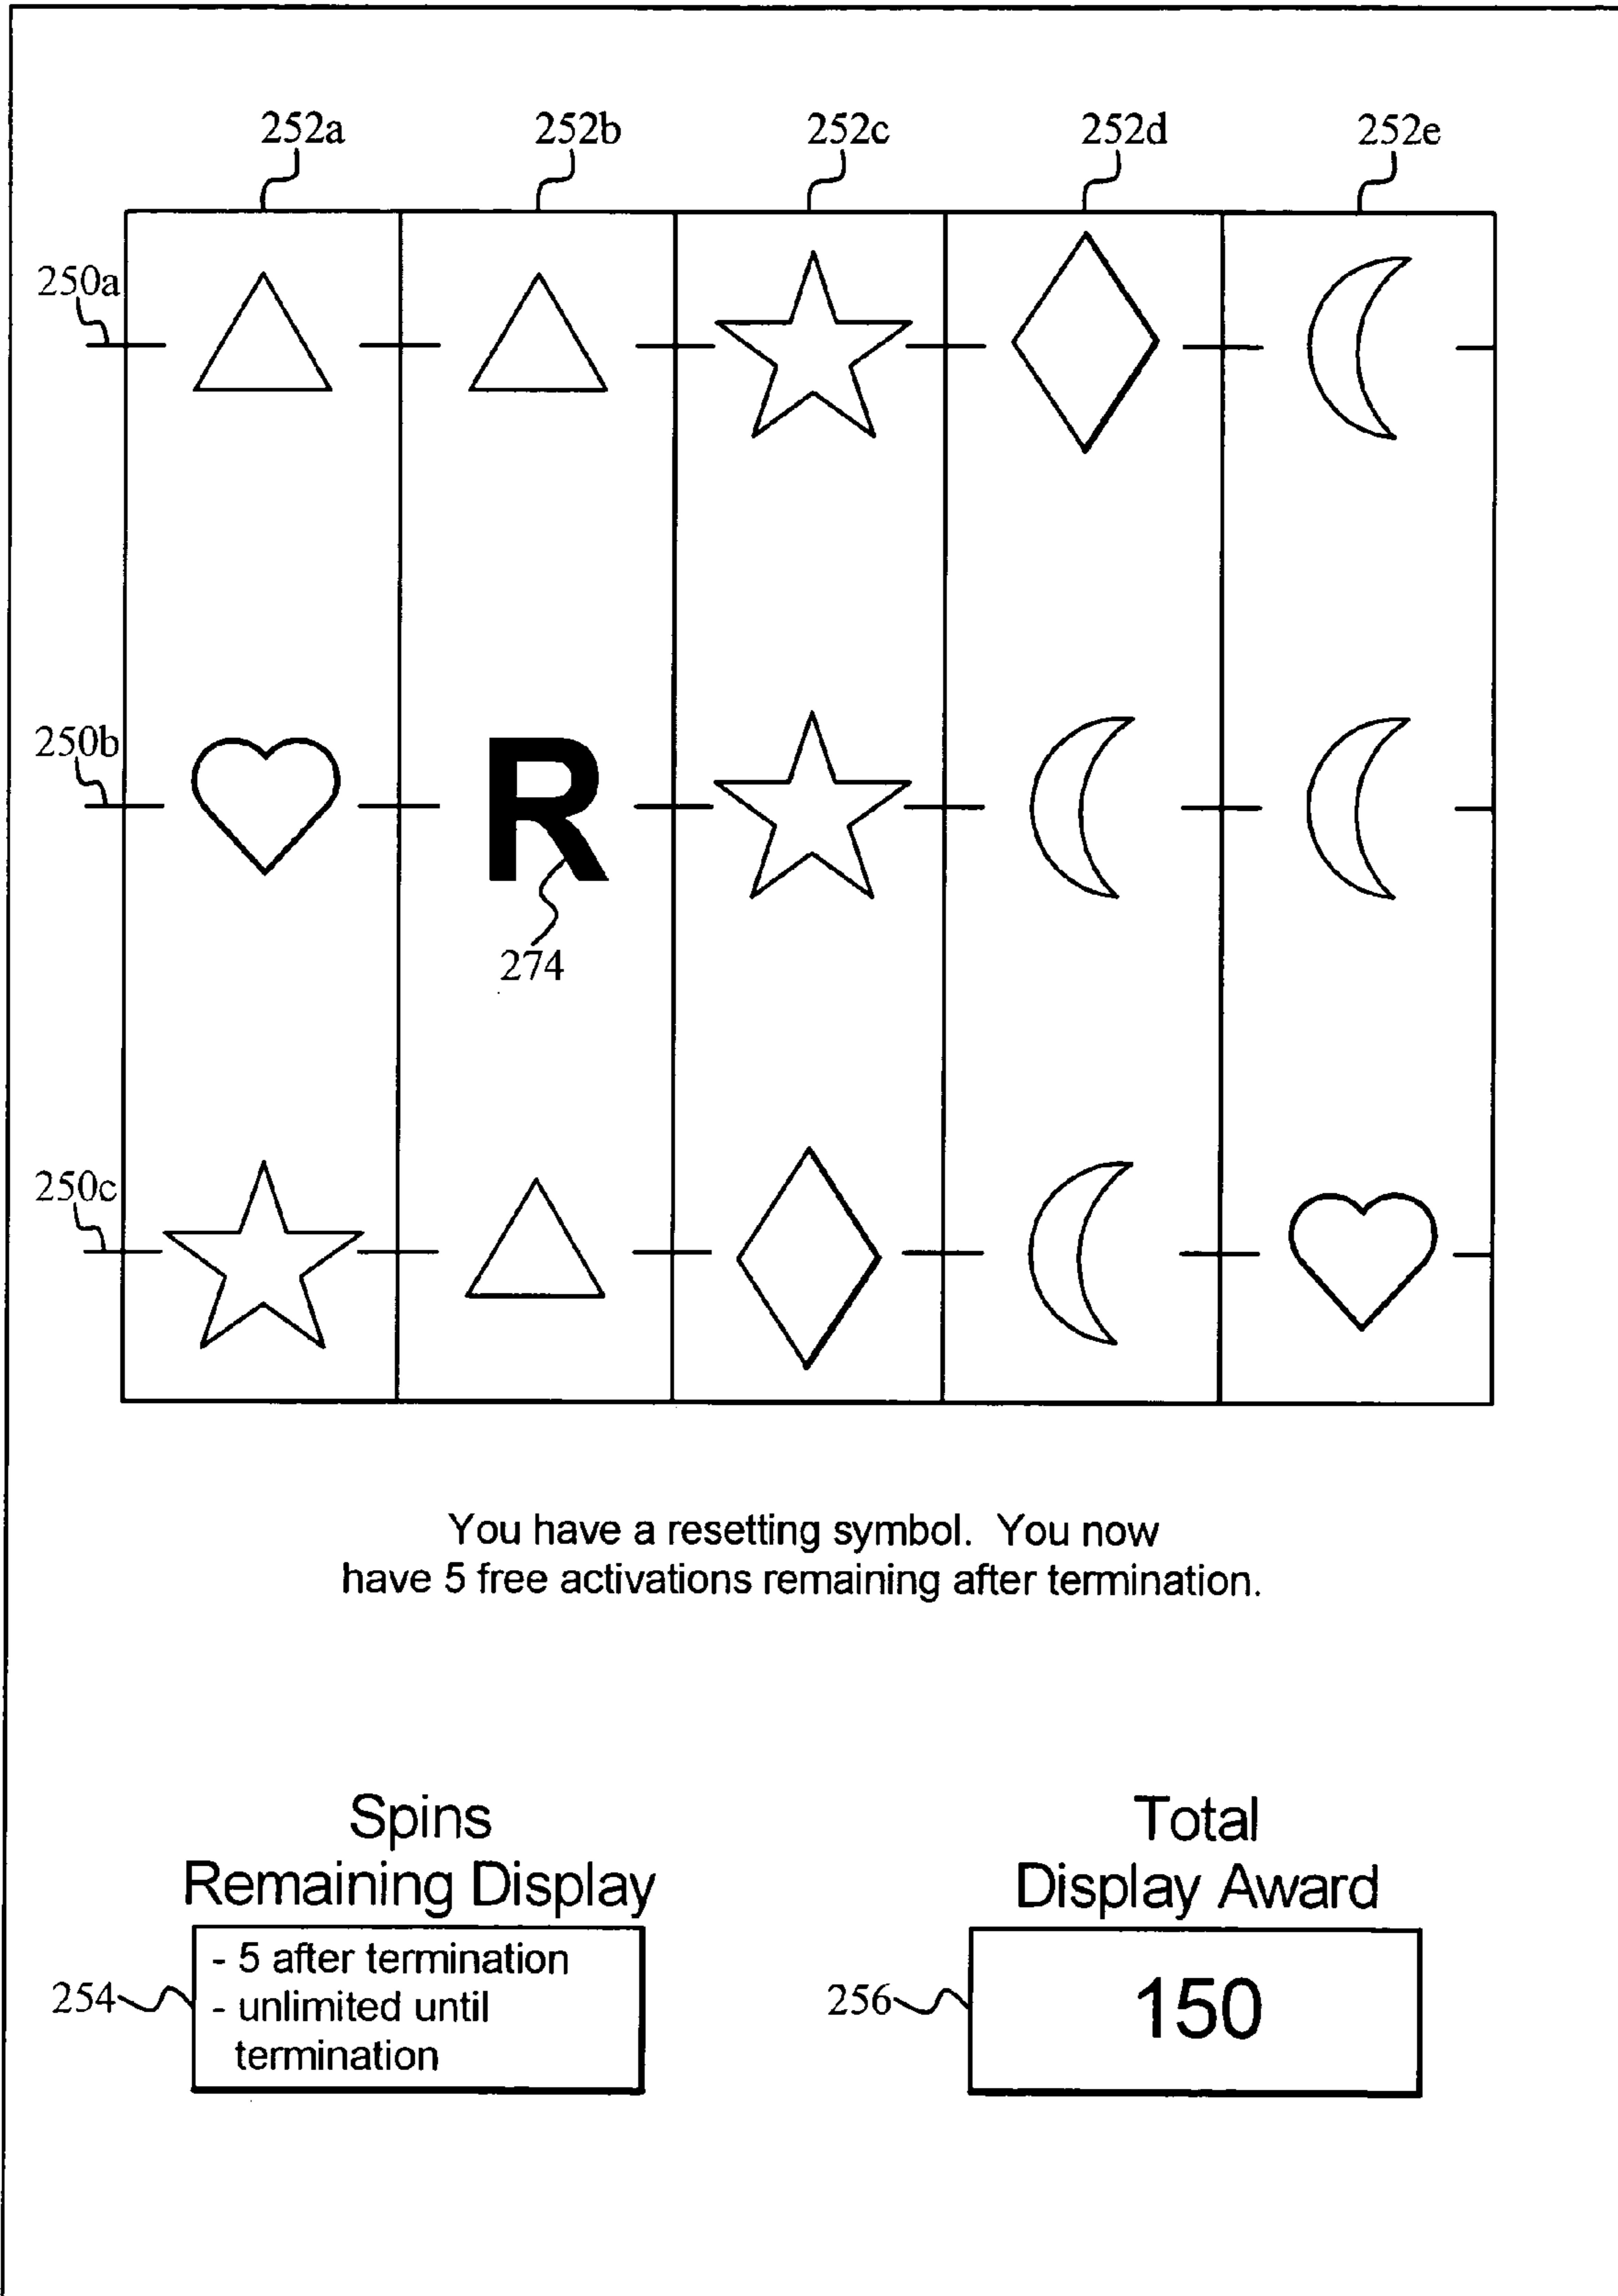 252a 252b 252c 252d 252e
250a
250b
R
274
250c
You have a resetting symbol. You now
have 5 free activations remaining after termination.
Spins
Remaining Display
Total
Display Award
254
- 5 after termination
- unlimited until
termination
256
150